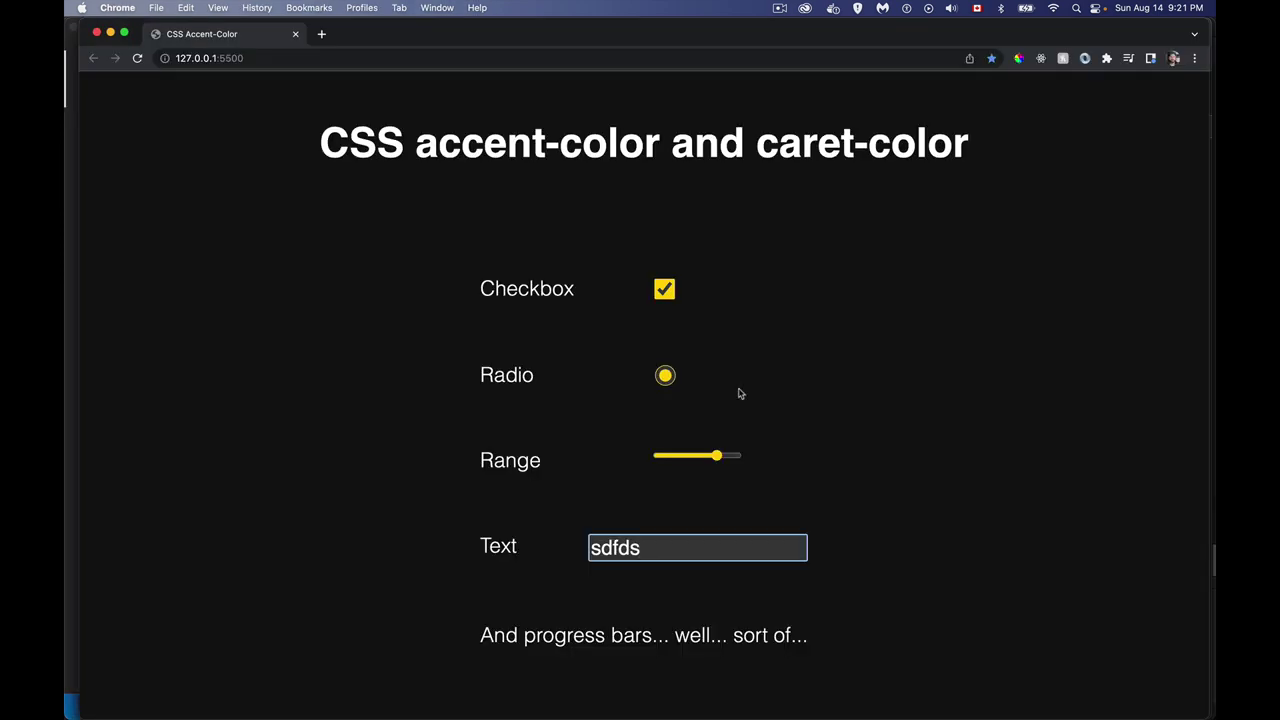 Chrome File Edit View History Bookmarks Profiles Tab Window Help Sun Aug 14 9:21 PM
CSS Accent-Color
127.0.0.1:5500
CSS accent-color and caret-color
Checkbox
Radio
Range
Text sdfds
And progress bars... well... sort of...